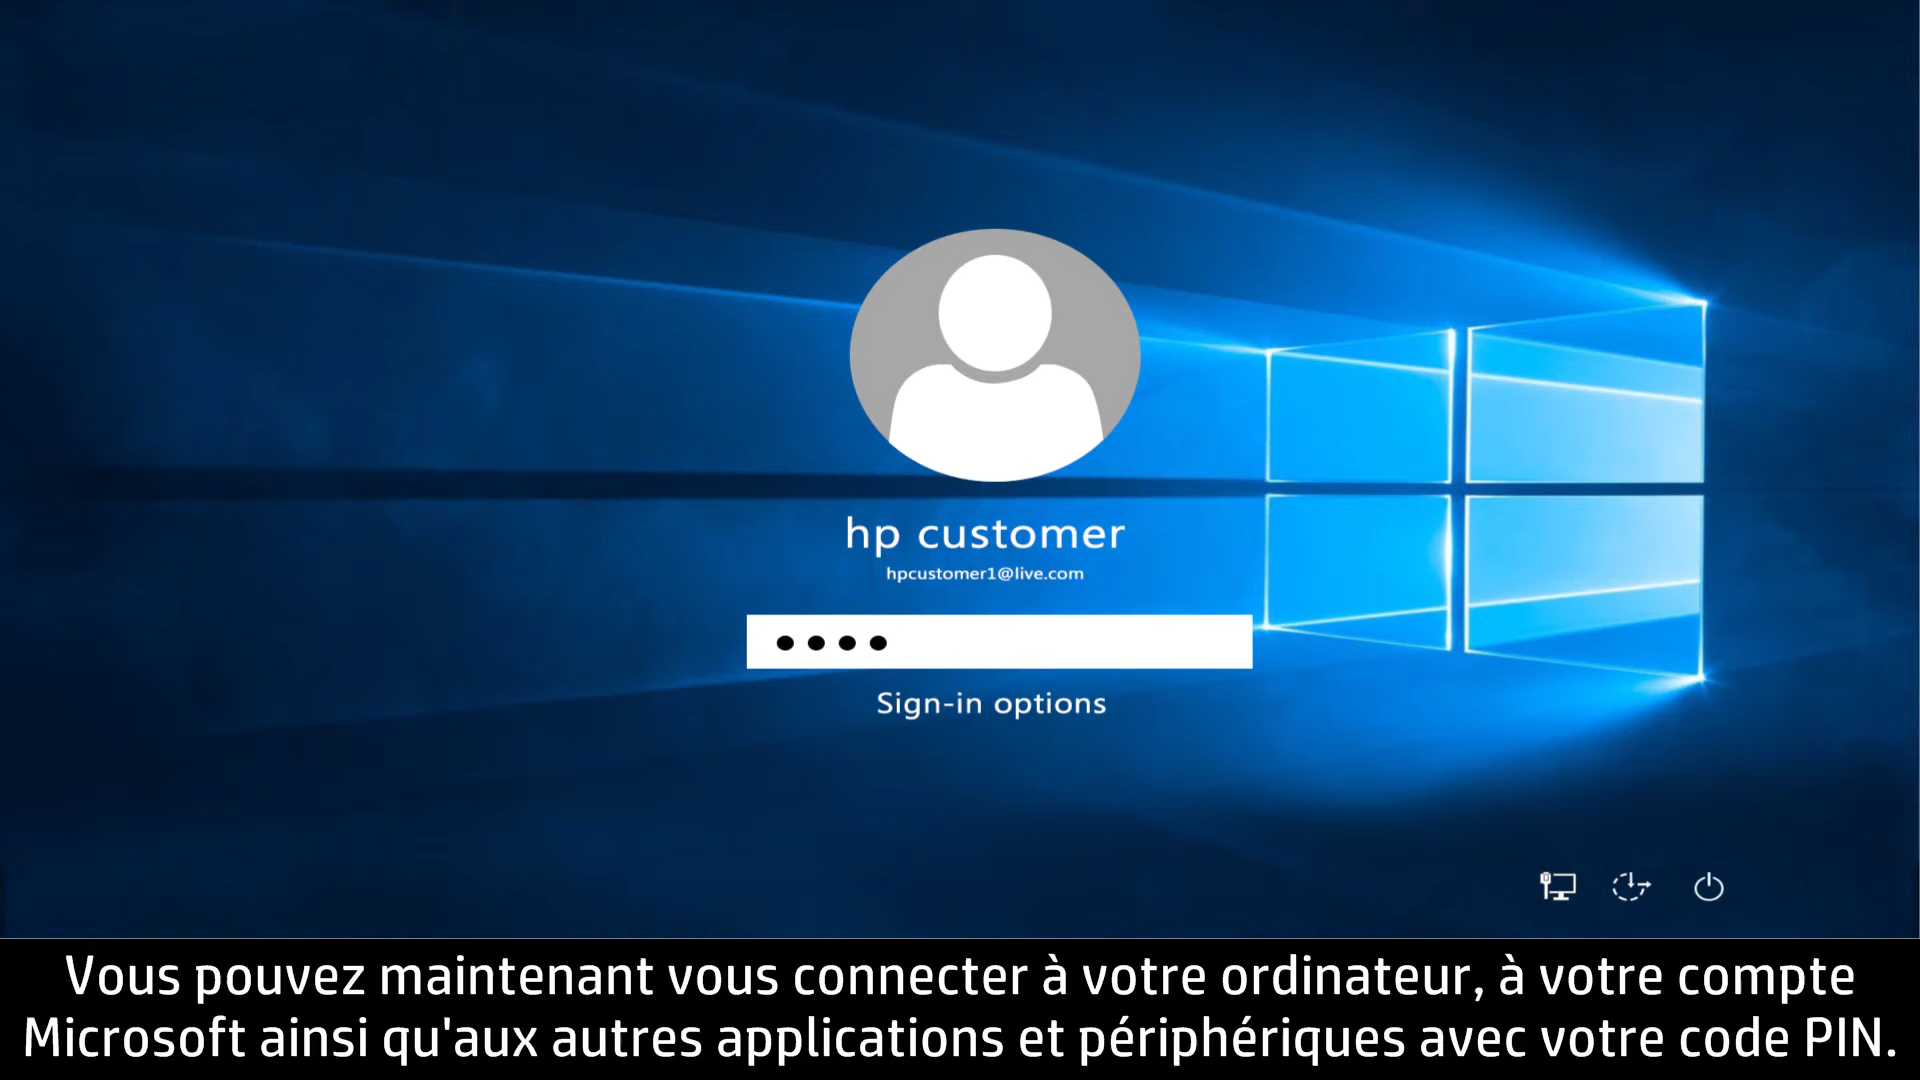 hp customer
hpcustomer1@live.com
Sign-in options
Vous pouvez maintenant vous connecter à votre ordinateur, à votre compte
Microsoft ainsi qu'aux autres applications et périphériques avec votre code PIN.